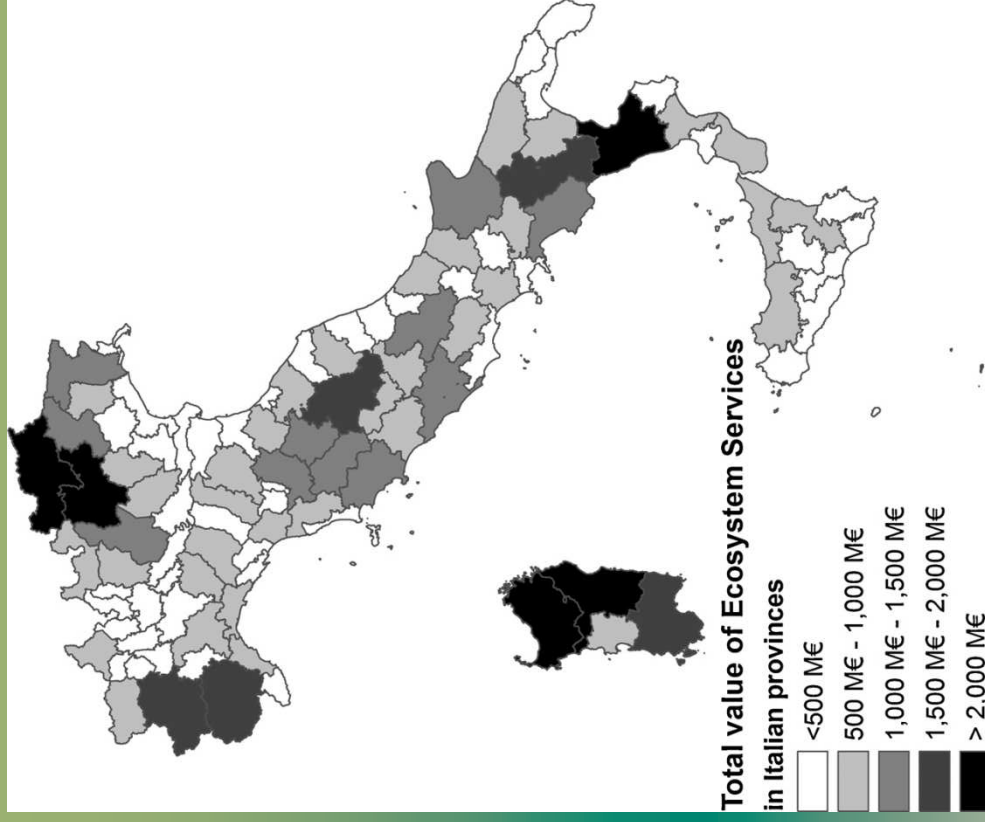 Total value of Ecosystem Services
in Italian provinces
<500 M€
500 M€ - 1,000 M€
1,000 M€ - 1,500 M€
1,500 M€ - 2,000 M€
> 2.000 M€